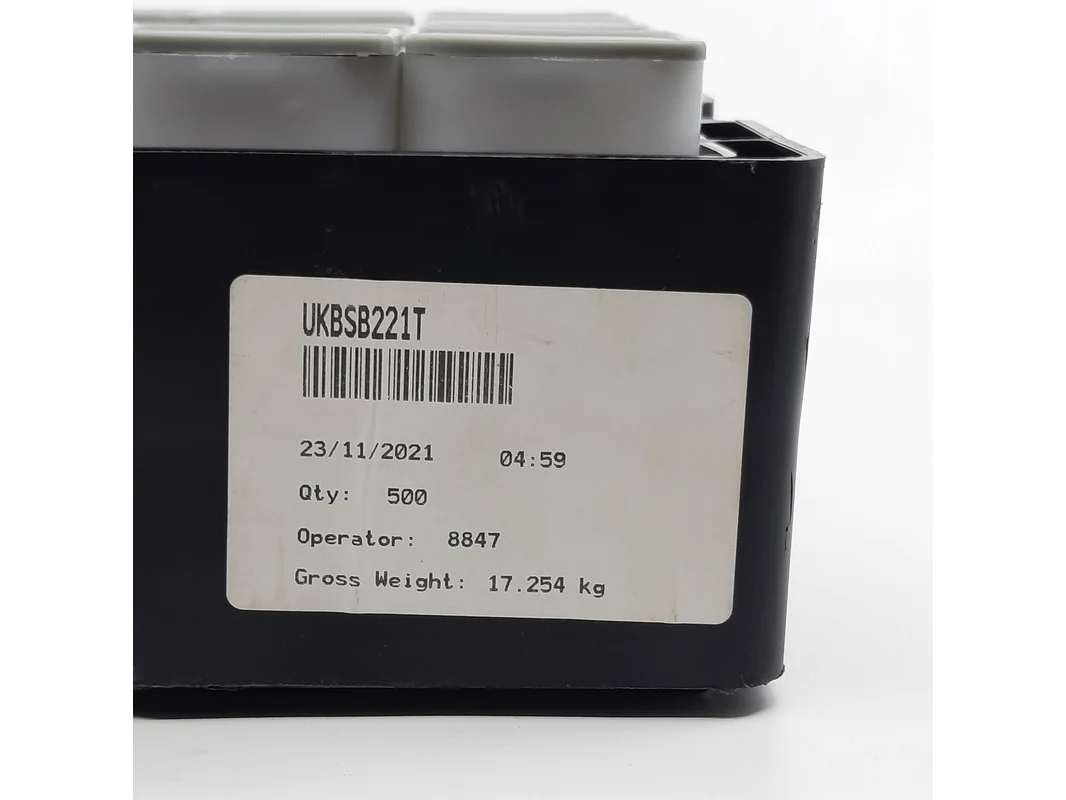 UKBSB221T
23/11/2021 04:59
Qty: 500
Operator: 8847
Gross Weight: 17.254 kg